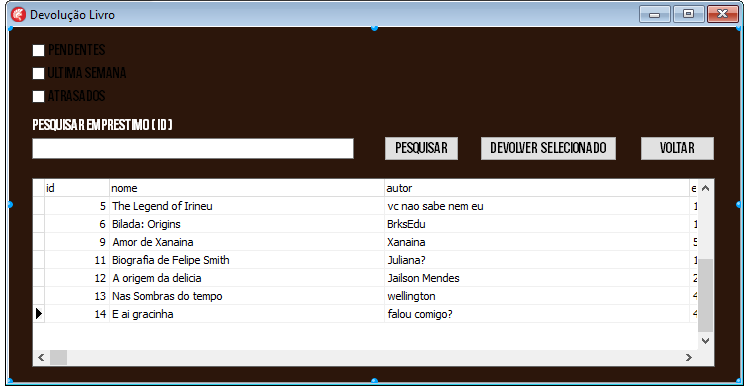 Devolução Livro
PENDENTES
ULTIMA SEMANA
ATRASADOS
PESQUISAR EMPRESTIMO ( ID )
PESQUISAR DEVOLVER SELECIONADO VOLTAR
id nome autor e
5 The Legend of Irineu vc nao sabe nem eu 1
6 Bilada: Origins BrksEdu 1
9 Amor de Xanaina Xanaina 5
11 Biografia de Felipe Smith Juliana? 1
12 A origem da delicia Jailson Mendes 2
13 Nas Sombras do tempo wellington 4
14 E ai gracinha falou comigo? 4